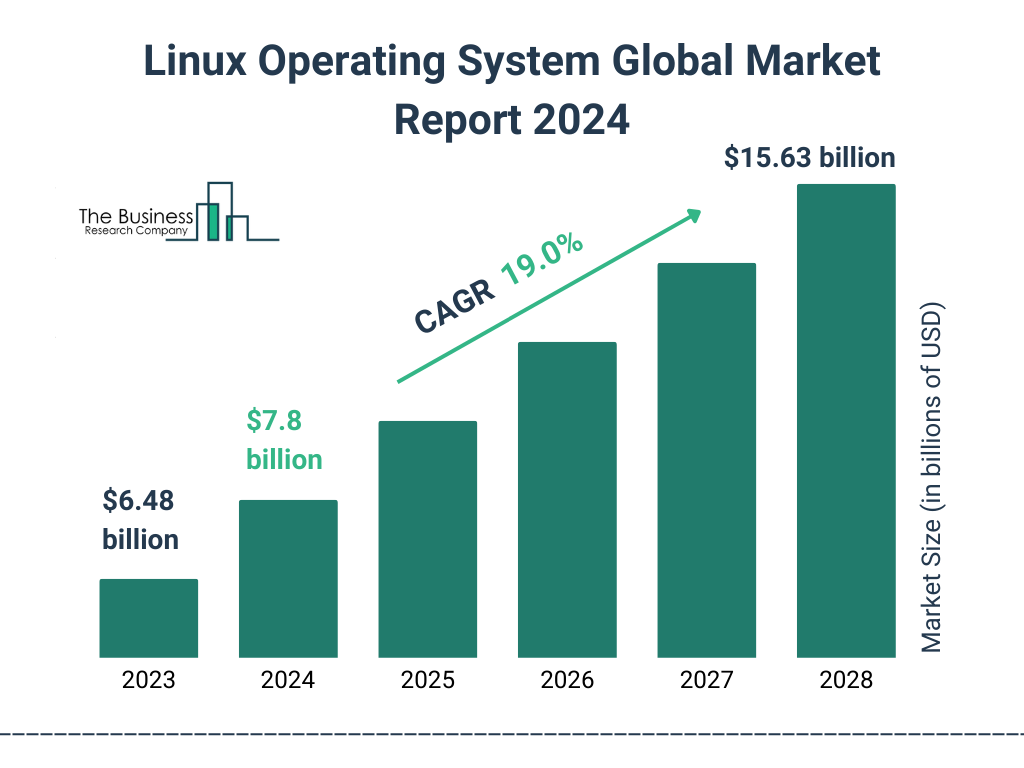 Linux Operating System Global Market
Report 2024
$15.63 billion
The Business
Research Company
CAGR 19.0%
$7.8
billion
$6.48
billion
Market Size (in billions of USD)
2023
2024
2025
2026
2027
2028